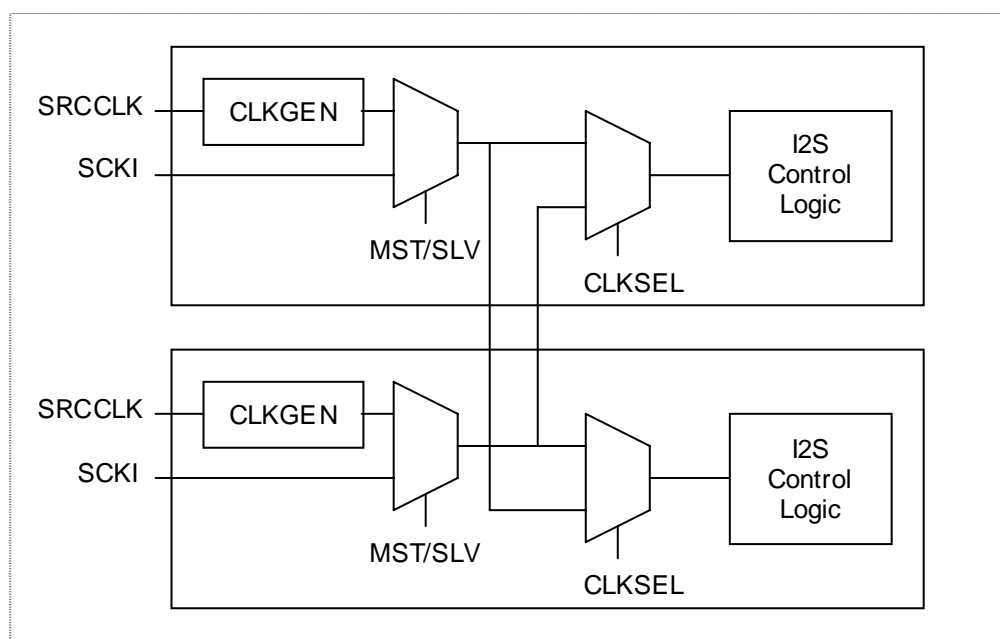 SRCCLK
CLKGEN
SCKI
MST/SLV
CLKSEL
I2S
Control
Logic
SRCCLK
CLKGEN
SCKI
MST/SLV
CLKSEL
I2S
Control
Logic